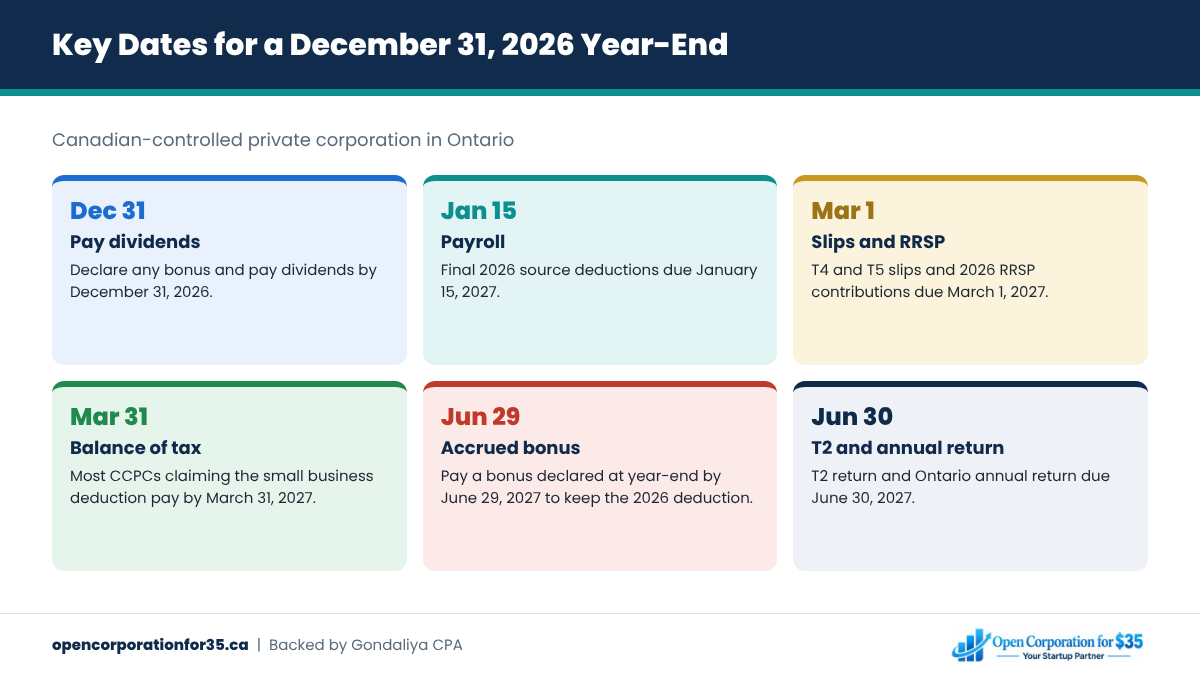 Key Dates for a December 31, 2026 Year-End
Canadian-controlled private corporation in Ontario
Dec 31
Pay dividends
Declare any bonus and pay dividends by
December 31, 2026.
Jan 15
Payroll
Final 2026 source deductions due January
15, 2027.
Mar 1
Slips and RRSP
T4 and T5 slips and 2026 RRSP
contributions due March 1, 2027.
Mar 31
Balance of tax
Most CCPCs claiming the small business
deduction pay by March 31, 2027.
Jun 29
Accrued bonus
Pay a bonus declared at year-end by
June 29, 2027 to keep the 2026 deduction.
Jun 30
T2 and annual return
T2 return and Ontario annual return due
June 30, 2027.
opencorporationfor35.ca | Backed by Gondaliya CPA
Open Corporation for $35
Your Startup Partner